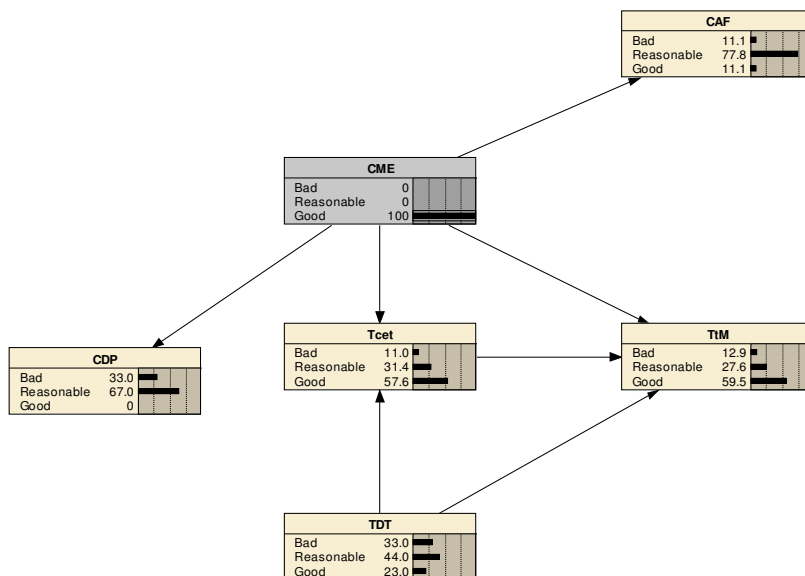 CAF
Bad 11.1
Reasonable 77.8
Good 11.1
CME
Bad 0
Reasonable 0
Good 100
CDP
Bad 33.0
Reasonable 67.0
Good 0
Tcet
Bad 11.0
Reasonable 31.4
Good 57.6
TtM
Bad 12.9
Reasonable 27.6
Good 59.5
TDT
Bad 33.0
Reasonable 44.0
Good 23.0